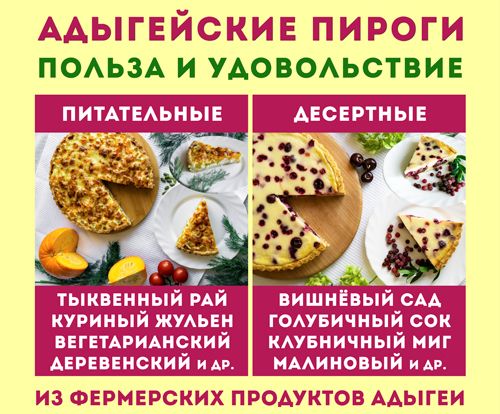 АДЫГЕЙСКИЕ ПИРОГИ
ПОЛЬЗА И УДОВОЛЬСТВИЕ
ПИТАТЕЛЬНЫЕ
ТЫКВЕННЫЙ РАЙ
КУРИНЫЙ ЖУЛЬЕН
ВЕГЕТАРИАНСКИЙ
ДЕРЕВЕНСКИЙ И ДР.
ДЕСЕРТНЫЕ
ВИШНЁВЫЙ САД
ГОЛУБИЧНЫЙ СОК
КЛУБНИЧНЫЙ МИГ
МАЛИНОВЫЙ И ДР.
ИЗ ФЕРМЕРСКИХ ПРОДУКТОВ АДЫГЕИ